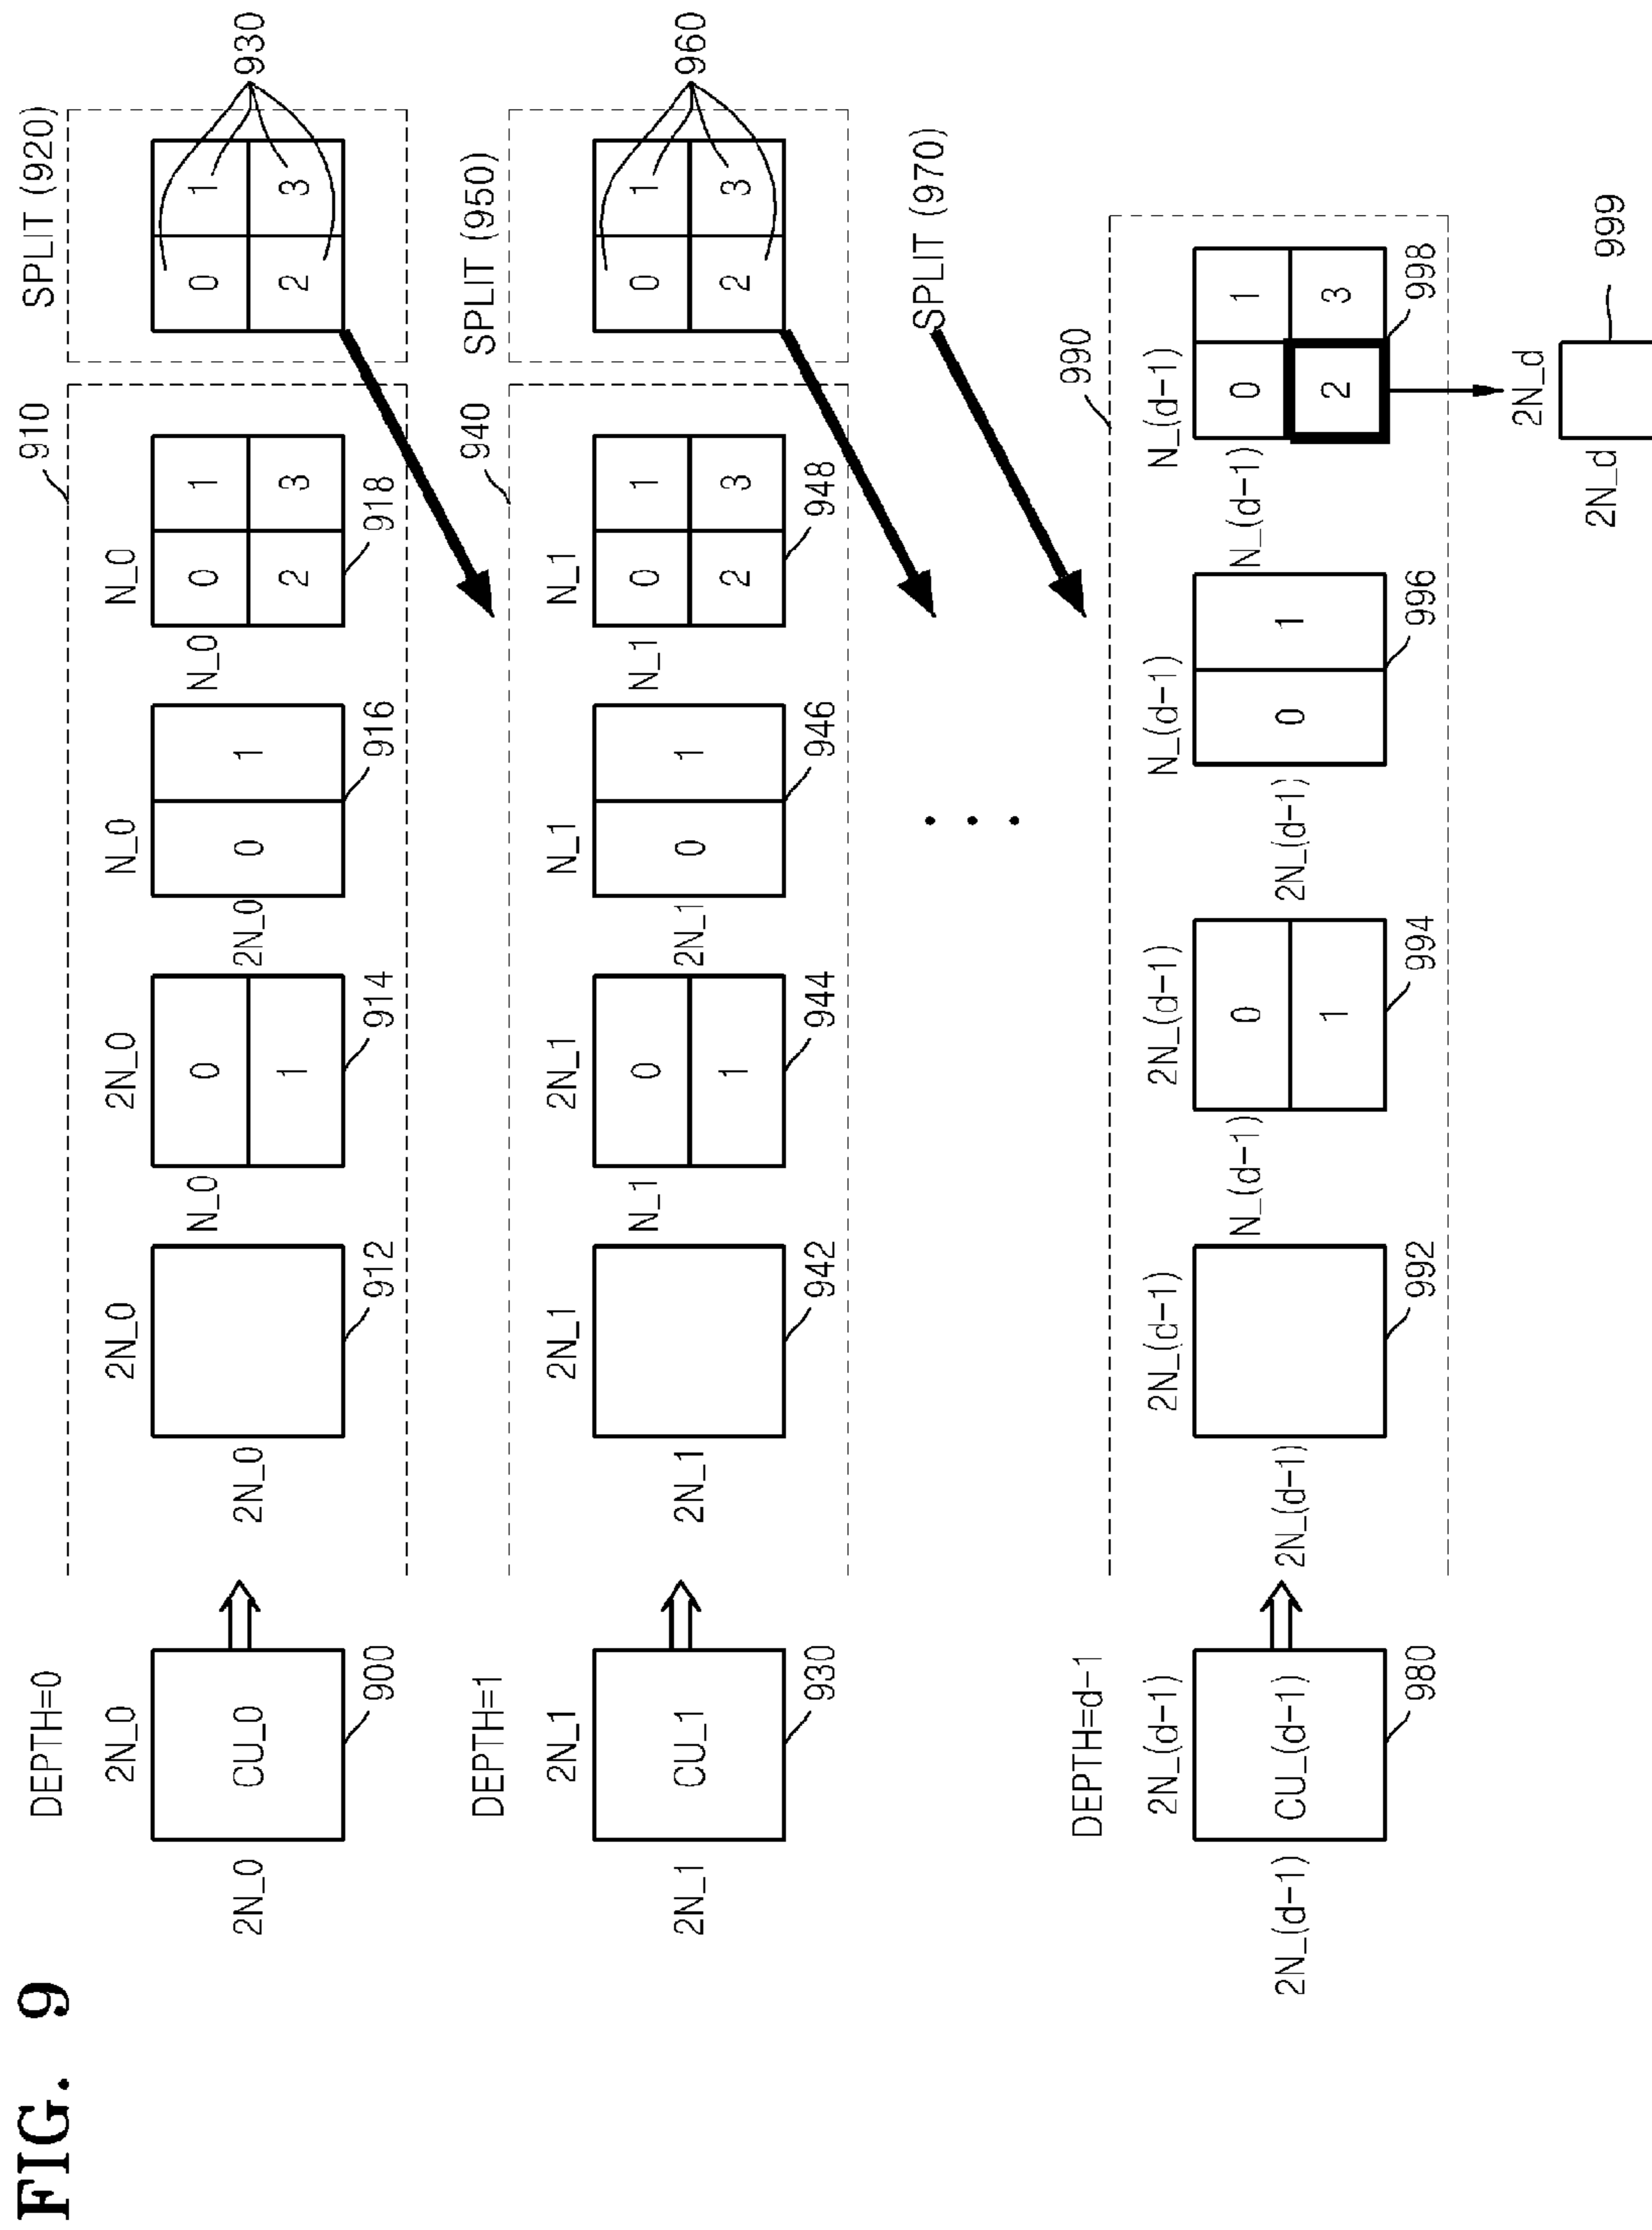 FIG. 9
DEPTH=0
2N_0
2N_0
CU_0
900
910
2N_0
2N_0
912
2N_0
N_0
0
1
914
N_0
2N_0
0 1
916
N_0
N_0
0 1
2 3
918
SPLIT (920)
0 1
2 3
930
DEPTH=1
2N_1
2N_1
CU_1
930
940
2N_1
2N_1
942
2N_1
N_1
0
1
944
N_1
2N_1
0 1
946
N_1
N_1
0 1
2 3
948
SPLIT (950)
0 1
2 3
960
SPLIT (970)
DEPTH=d-1
2N_(d-1)
2N_(d-1)
CU_(d-1)
980
990
2N_(d-1)
2N_(d-1)
992
2N_(d-1)
N_(d-1)
0
1
994
N_(d-1)
2N_(d-1)
0 1
996
N_(d-1)
N_(d-1)
0 1
2 3
998
2N_d
2N_d
999